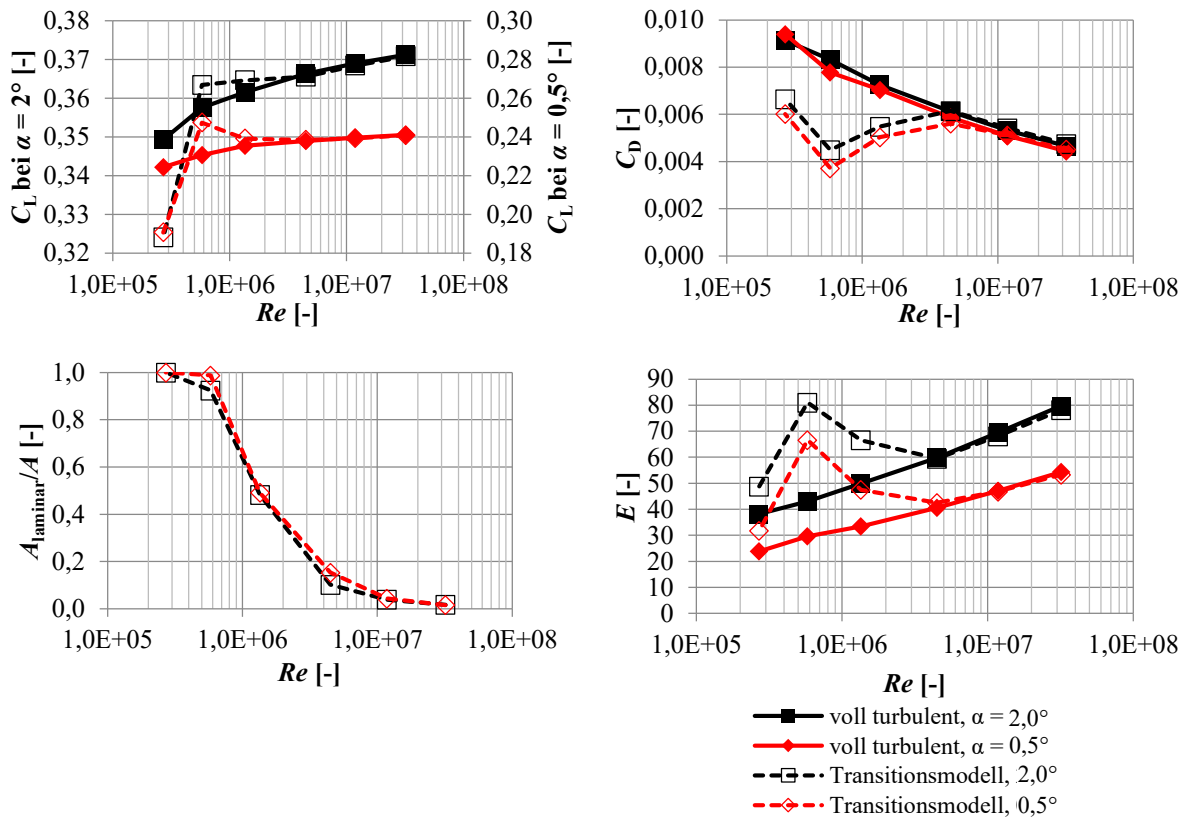 0,38
0,37
0,36
0,35
0,34
0,33
0,32
C_L bei α = 2° [-]
0,30
0,28
0,26
0,24
0,22
0,20
0,18
C_L bei α = 0,5° [-]
1,0E+05 1,0E+06 1,0E+07 1,0E+08
Re [-]
0,010
0,008
0,006
0,004
0,002
0,000
C_D [-]
1,0E+05 1,0E+06 1,0E+07 1,0E+08
Re [-]
1,0
0,8
0,6
0,4
0,2
0,0
A_laminar/A [-]
1,0E+05 1,0E+06 1,0E+07 1,0E+08
Re [-]
90
80
70
60
50
40
30
20
10
0
E [-]
1,0E+05 1,0E+06 1,0E+07 1,0E+08
Re [-]
voll turbulent, α = 2,0°
voll turbulent, α = 0,5°
Transitionsmodell, 2,0°
Transitionsmodell, 0,5°